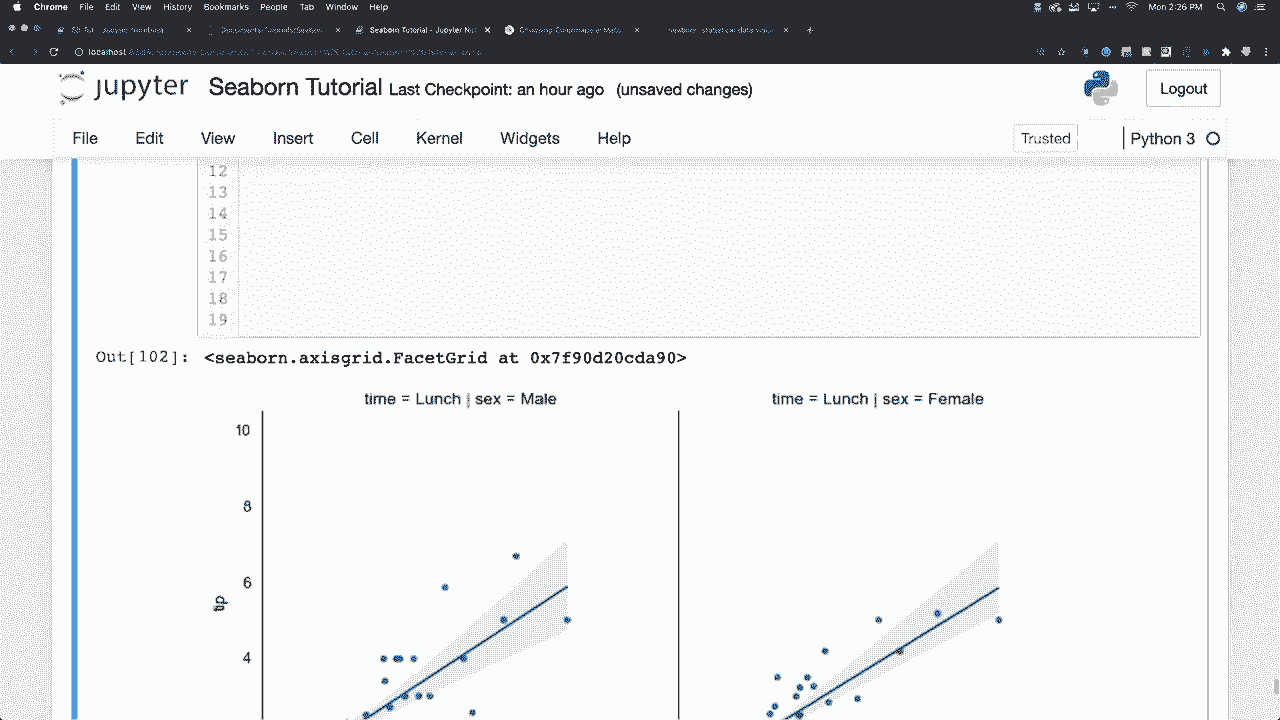 Chrome File Edit View History Bookmarks People Tab Window Help Mon 2:26 PM
Seaborn Tutorial - Jupyter No
localhost
jupyter Seaborn Tutorial Last Checkpoint: an hour ago (unsaved changes) Logout
File Edit View Insert Cell Kernel Widgets Help Trusted Python 3
12
13
14
15
16
17
18
19
Out[102]: <seaborn.axisgrid.FacetGrid at 0x7f90d20cda90>
time = Lunch | sex = Male time = Lunch | sex = Female
10
8
6
tip
4